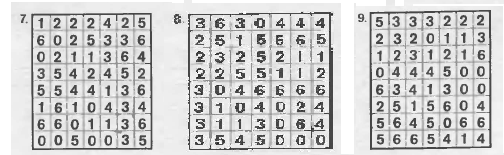 7.
1 2 2 2 4 2 5
6 0 2 5 3 3 6
0 2 1 1 3 6 4
3 5 4 2 4 5 2
5 5 4 4 1 3 6
1 6 1 0 4 3 4
6 6 0 1 1 3 6
0 0 5 0 0 3 5
8.
3 6 3 0 4 4 4
2 5 1 5 6 6 5
2 3 2 5 2 1 1
2 2 5 5 1 1 2
3 0 4 6 6 6 6
3 1 0 4 0 2 4
3 1 1 3 0 6 4
3 5 4 5 0 0 0
9.
5 3 3 3 2 2 2
2 3 2 0 1 1 3
1 2 3 1 2 1 6
0 4 4 4 5 0 0
6 3 4 1 3 0 0
2 5 1 5 6 0 4
5 6 4 5 0 6 6
5 6 6 5 4 1 4